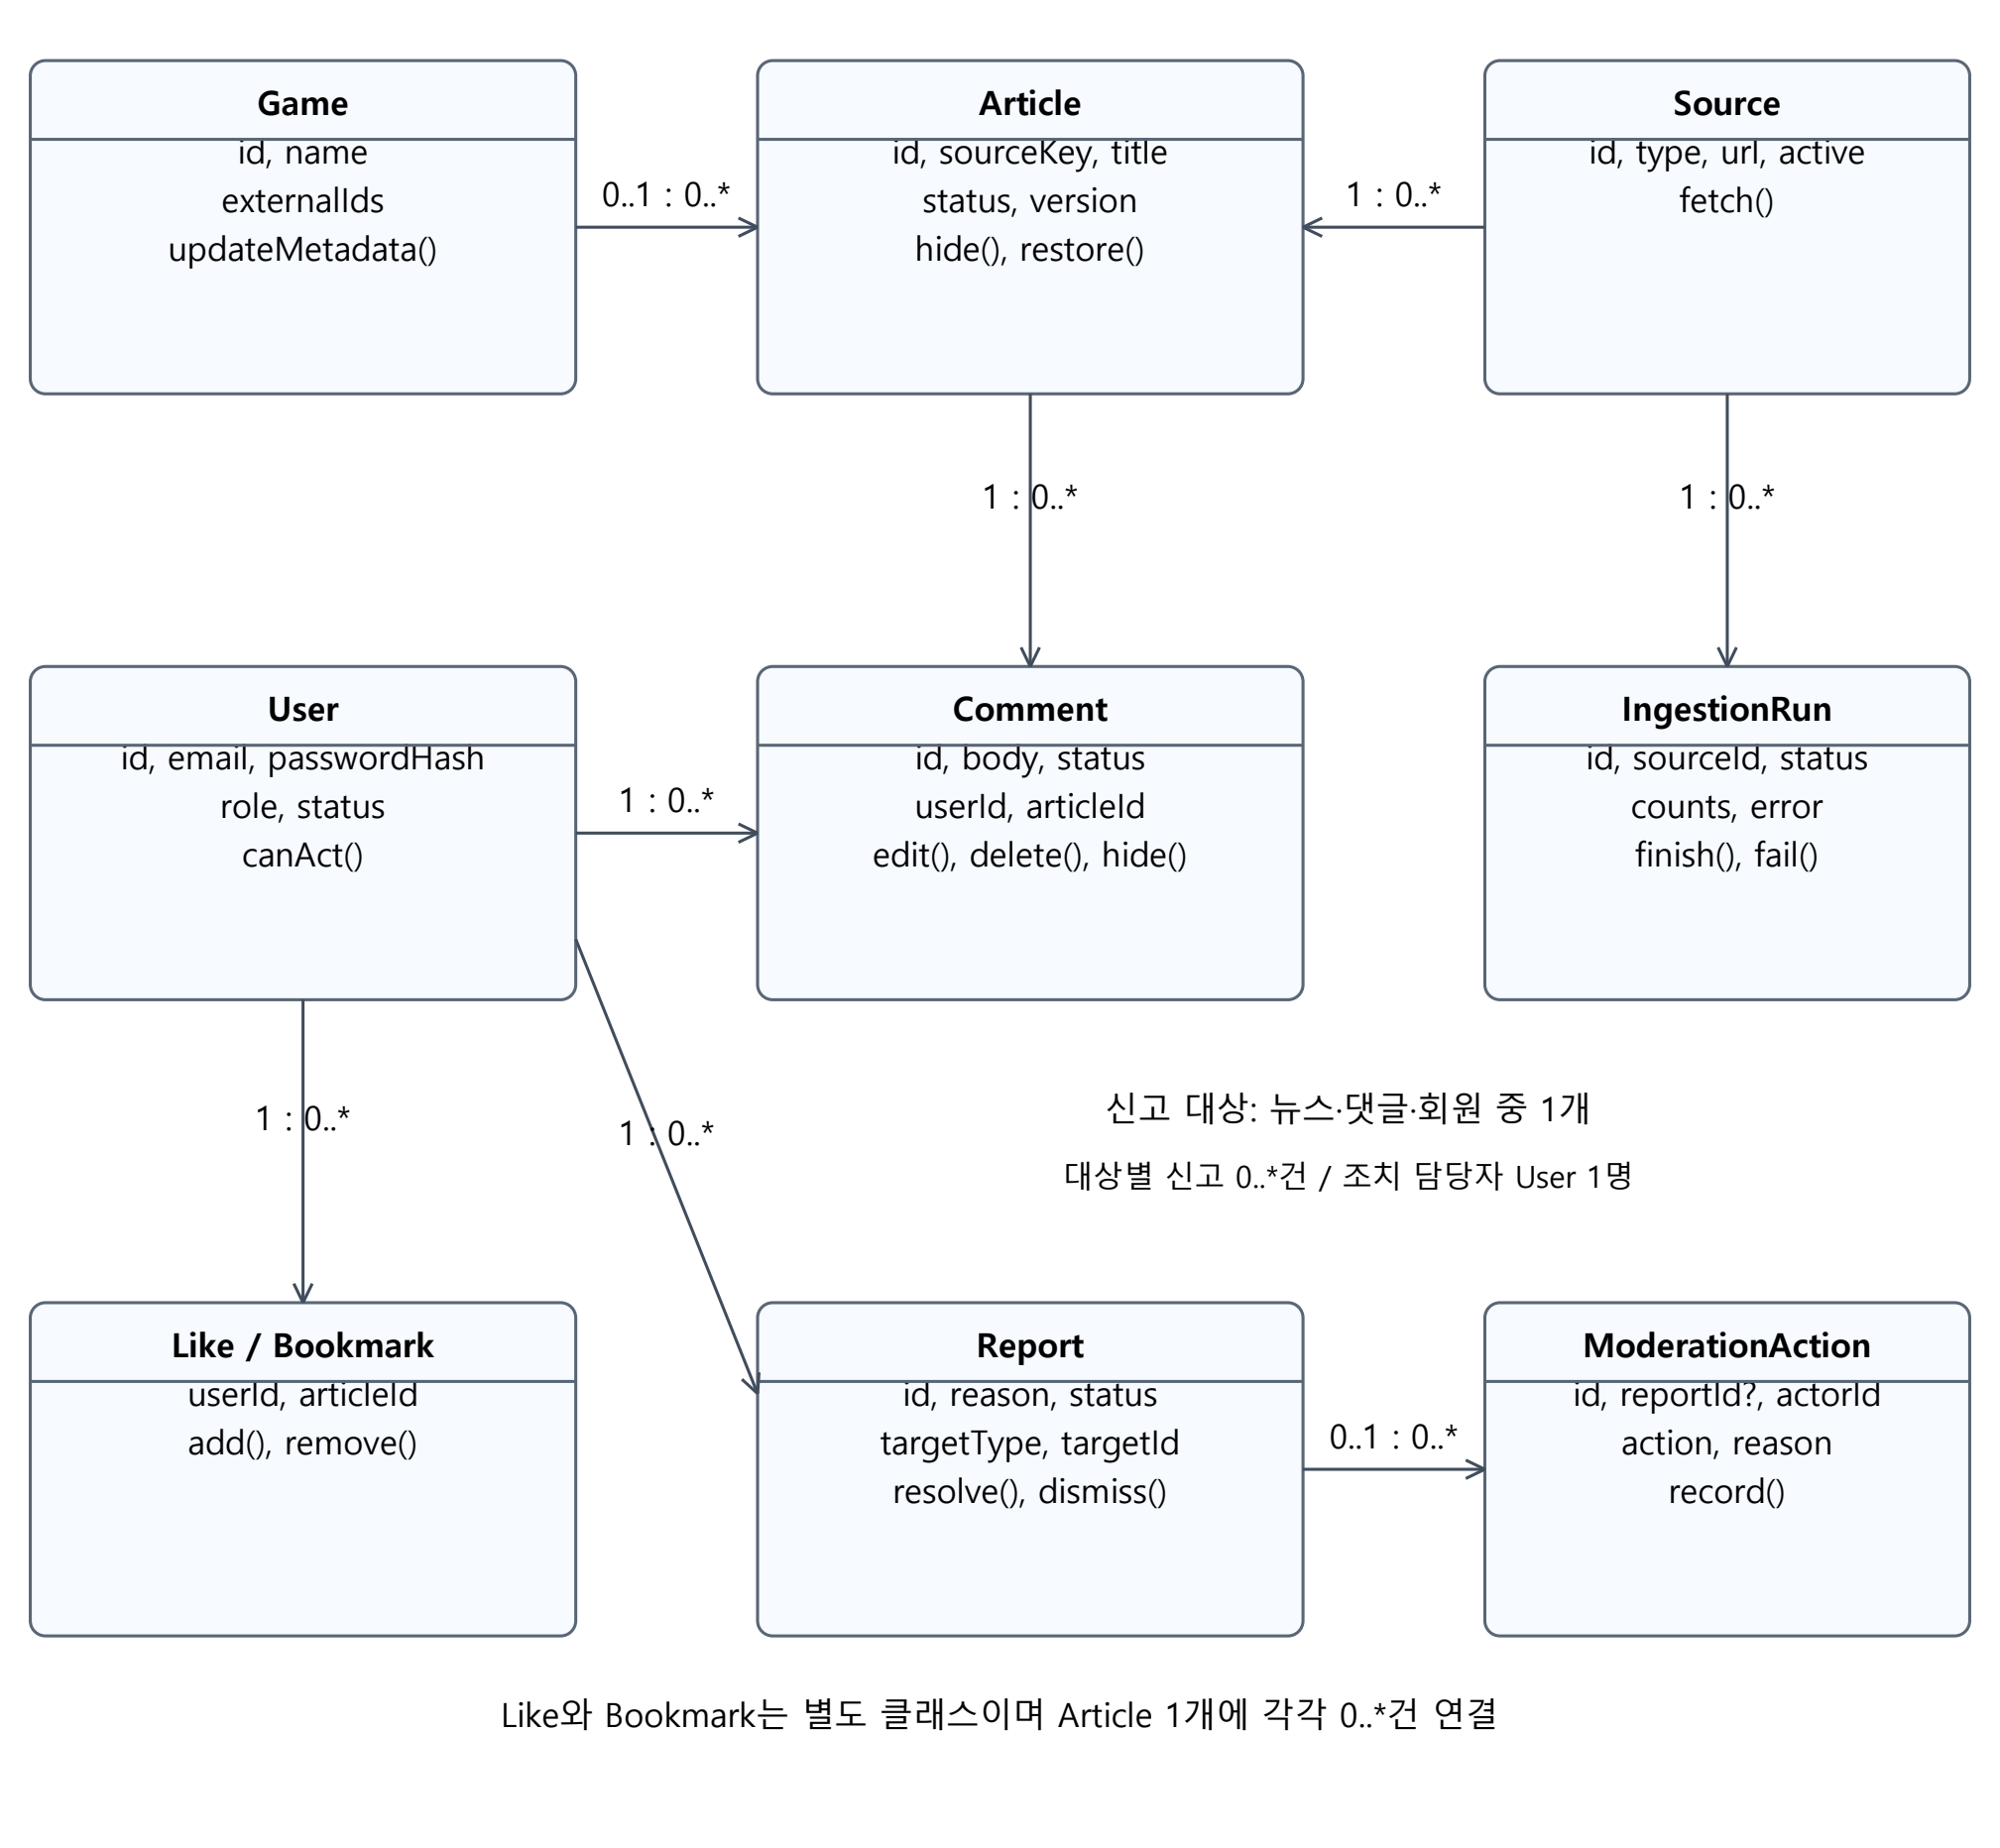 Game
id, name
externalIds
updateMetadata()
0..1 : 0..*
Article
id, sourceKey, title
status, version
hide(), restore()
1 : 0..*
Source
id, type, url, active
fetch()
1 : 0..*
1 : 0..*
User
id, email, passwordHash
role, status
canAct()
1 : 0..*
Comment
id, body, status
userId, articleId
edit(), delete(), hide()
IngestionRun
id, sourceId, status
counts, error
finish(), fail()
1 : 0..*
1 : 0..*
신고 대상: 뉴스·댓글·회원 중 1개
대상별 신고 0..*건 / 조치 담당자 User 1명
Like / Bookmark
userId, articleId
add(), remove()
Report
id, reason, status
targetType, targetId
resolve(), dismiss()
0..1 : 0..*
ModerationAction
id, reportId?, actorId
action, reason
record()
Like와 Bookmark는 별도 클래스이며 Article 1개에 각각 0..*건 연결